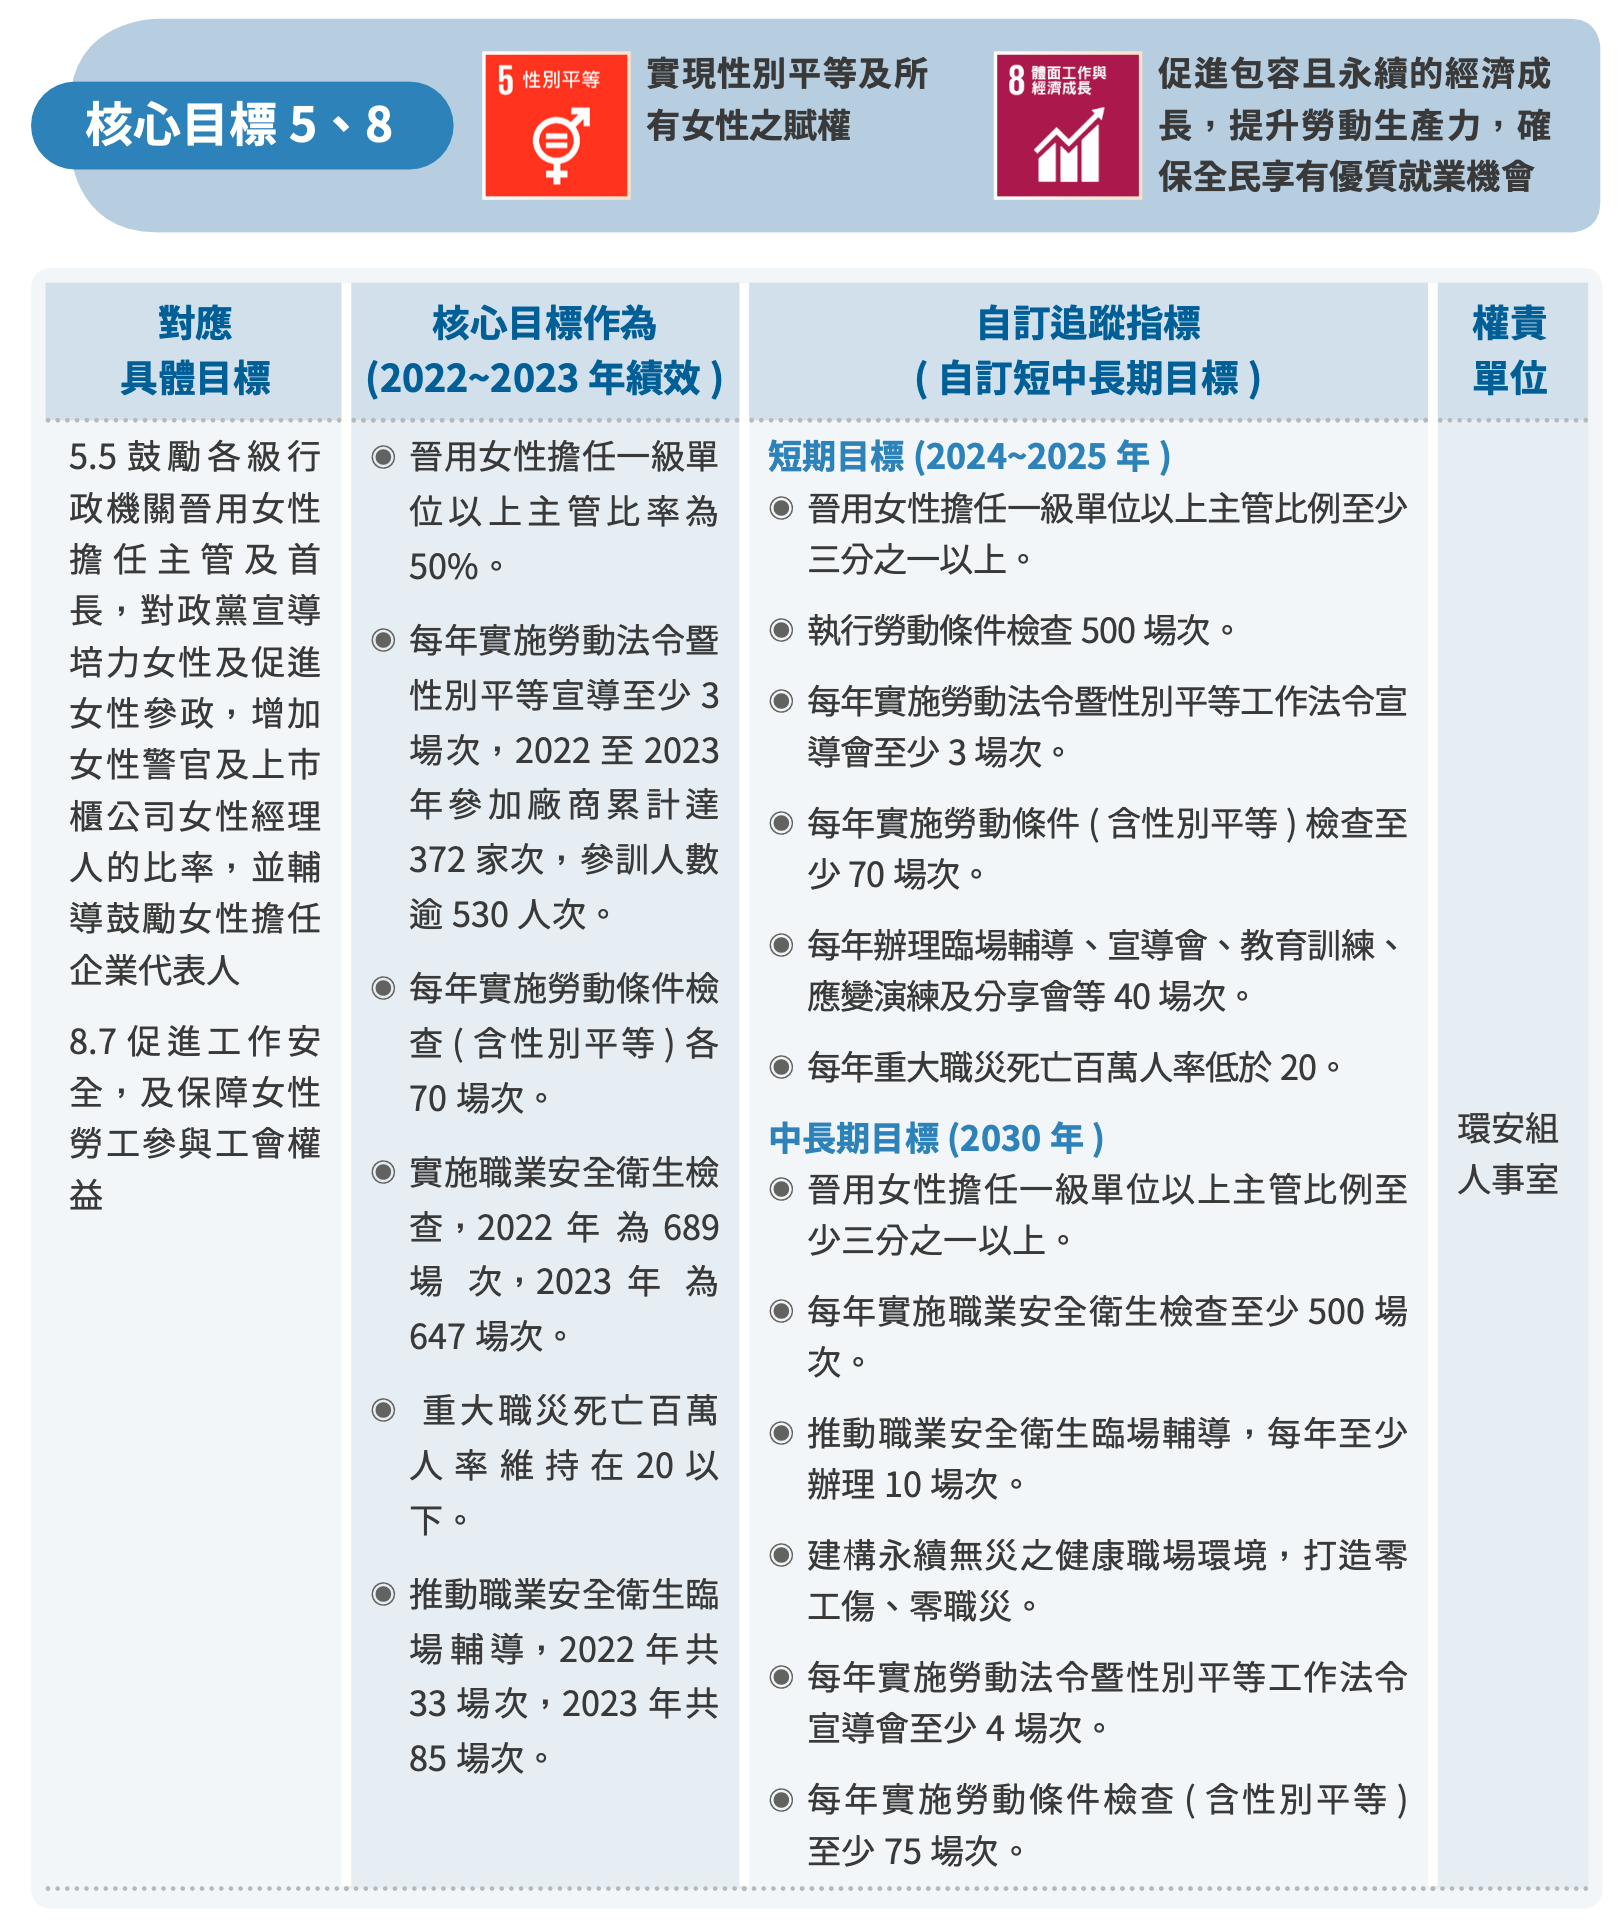 核心目標 5、8
5 性別平等
實現性別平等及所
有女性之賦權
8 體面工作與
經濟成長
促進包容且永續的經濟成
長，提升勞動生產力，確
保全民享有優質就業機會
對應
具體目標
核心目標作為
(2022~2023 年績效 )
自訂追蹤指標
( 自訂短中長期目標 )
權責
單位
5.5 鼓勵各級行
政機關晉用女性
擔任主管及首
長，對政黨宣導
培力女性及促進
女性參政，增加
女性警官及上市
櫃公司女性經理
人的比率，並輔
導鼓勵女性擔任
企業代表人
8.7 促進工作安
全，及保障女性
勞工參與工會權
益
◉ 晉用女性擔任一級單
位以上主管比率為
50%。
◉ 每年實施勞動法令暨
性別平等宣導至少 3
場次，2022 至 2023
年參加廠商累計達
372 家次，參訓人數
逾 530 人次。
◉ 每年實施勞動條件檢
查 ( 含性別平等 ) 各
70 場次。
◉ 實施職業安全衛生檢
查，2022 年 為 689
場 次，2023 年 為
647 場次。
◉ 重大職災死亡百萬
人率維持在 20 以
下。
◉ 推動職業安全衛生臨
場輔導，2022 年共
33 場次，2023 年共
85 場次。
短期目標 (2024~2025 年 )
◉ 晉用女性擔任一級單位以上主管比例至少
三分之一以上。
◉ 執行勞動條件檢查 500 場次。
◉ 每年實施勞動法令暨性別平等工作法令宣
導會至少 3 場次。
◉ 每年實施勞動條件 ( 含性別平等 ) 檢查至
少 70 場次。
◉ 每年辦理臨場輔導、宣導會、教育訓練、
應變演練及分享會等 40 場次。
◉ 每年重大職災死亡百萬人率低於 20。
中長期目標 (2030 年 )
◉ 晉用女性擔任一級單位以上主管比例至
少三分之一以上。
◉ 每年實施職業安全衛生檢查至少 500 場
次。
◉ 推動職業安全衛生臨場輔導，每年至少
辦理 10 場次。
◉ 建構永續無災之健康職場環境，打造零
工傷、零職災。
◉ 每年實施勞動法令暨性別平等工作法令
宣導會至少 4 場次。
◉ 每年實施勞動條件檢查 ( 含性別平等 )
至少 75 場次。
環安組
人事室